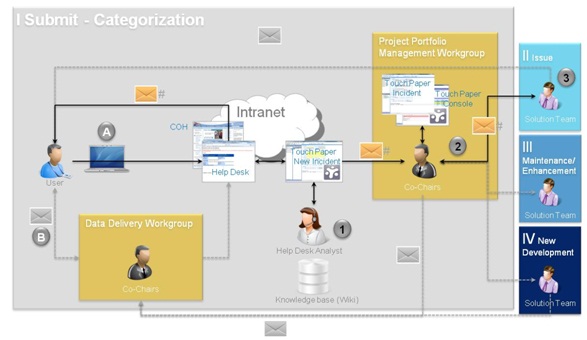 I Submit - Categorization
Project Portfolio
Management Workgroup
Touch Paper
Incident
Touch Paper
Console
II Issue
3
Solution Team
#
Intranet
COH
A
Help Desk
Touch Paper
New Incident
#
2
#
Co-Chairs
User
III
Maintenance/
Enhancement
Solution Team
B
Data Delivery Workgroup
Co-Chairs
1
Help Desk Analyst
Knowledge base (Wiki)
IV New
Development
Solution Team